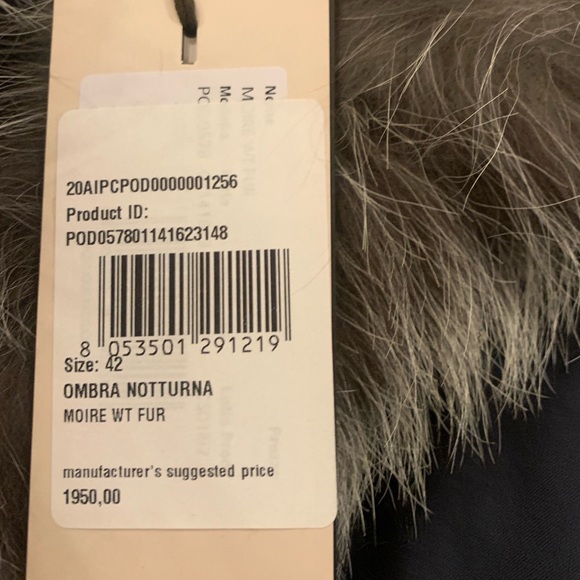 20AIPCPOD0000001256
Product ID:
POD057801141623148
8 053501 291219
Size: 42
OMBRA NOTTURNA
MOIRE WT FUR
manufacturer's suggested price
1950,00